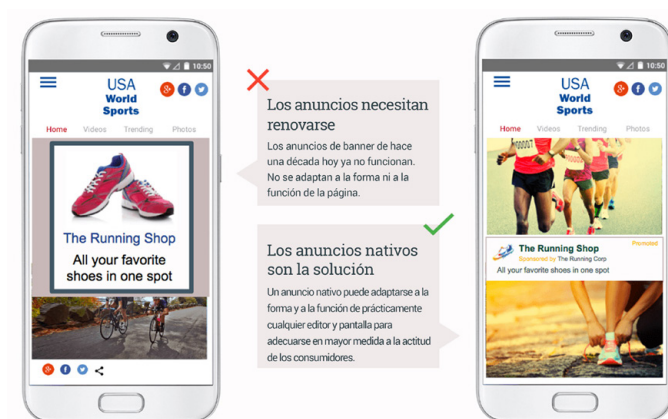 10:50
USA
World
Sports
Home Videos Trending Photos
The Running Shop
All your favorite
shoes in one spot
Los anuncios necesitan
renovarse
Los anuncios de banner de hace
una década hoy ya no funcionan.
No se adaptan a la forma ni a la
función de la página.
Los anuncios nativos
son la solución
Un anuncio nativo puede adaptarse a la
forma y a la función de prácticamente
cualquier editor y pantalla para
adecuarse en mayor medida a la actitud
de los consumidores.
10:50
USA
World
Sports
Home Videos Trending Photos
The Running Shop Promoted
Sponsored by The Running Corp
All your favorite shoes in one spot